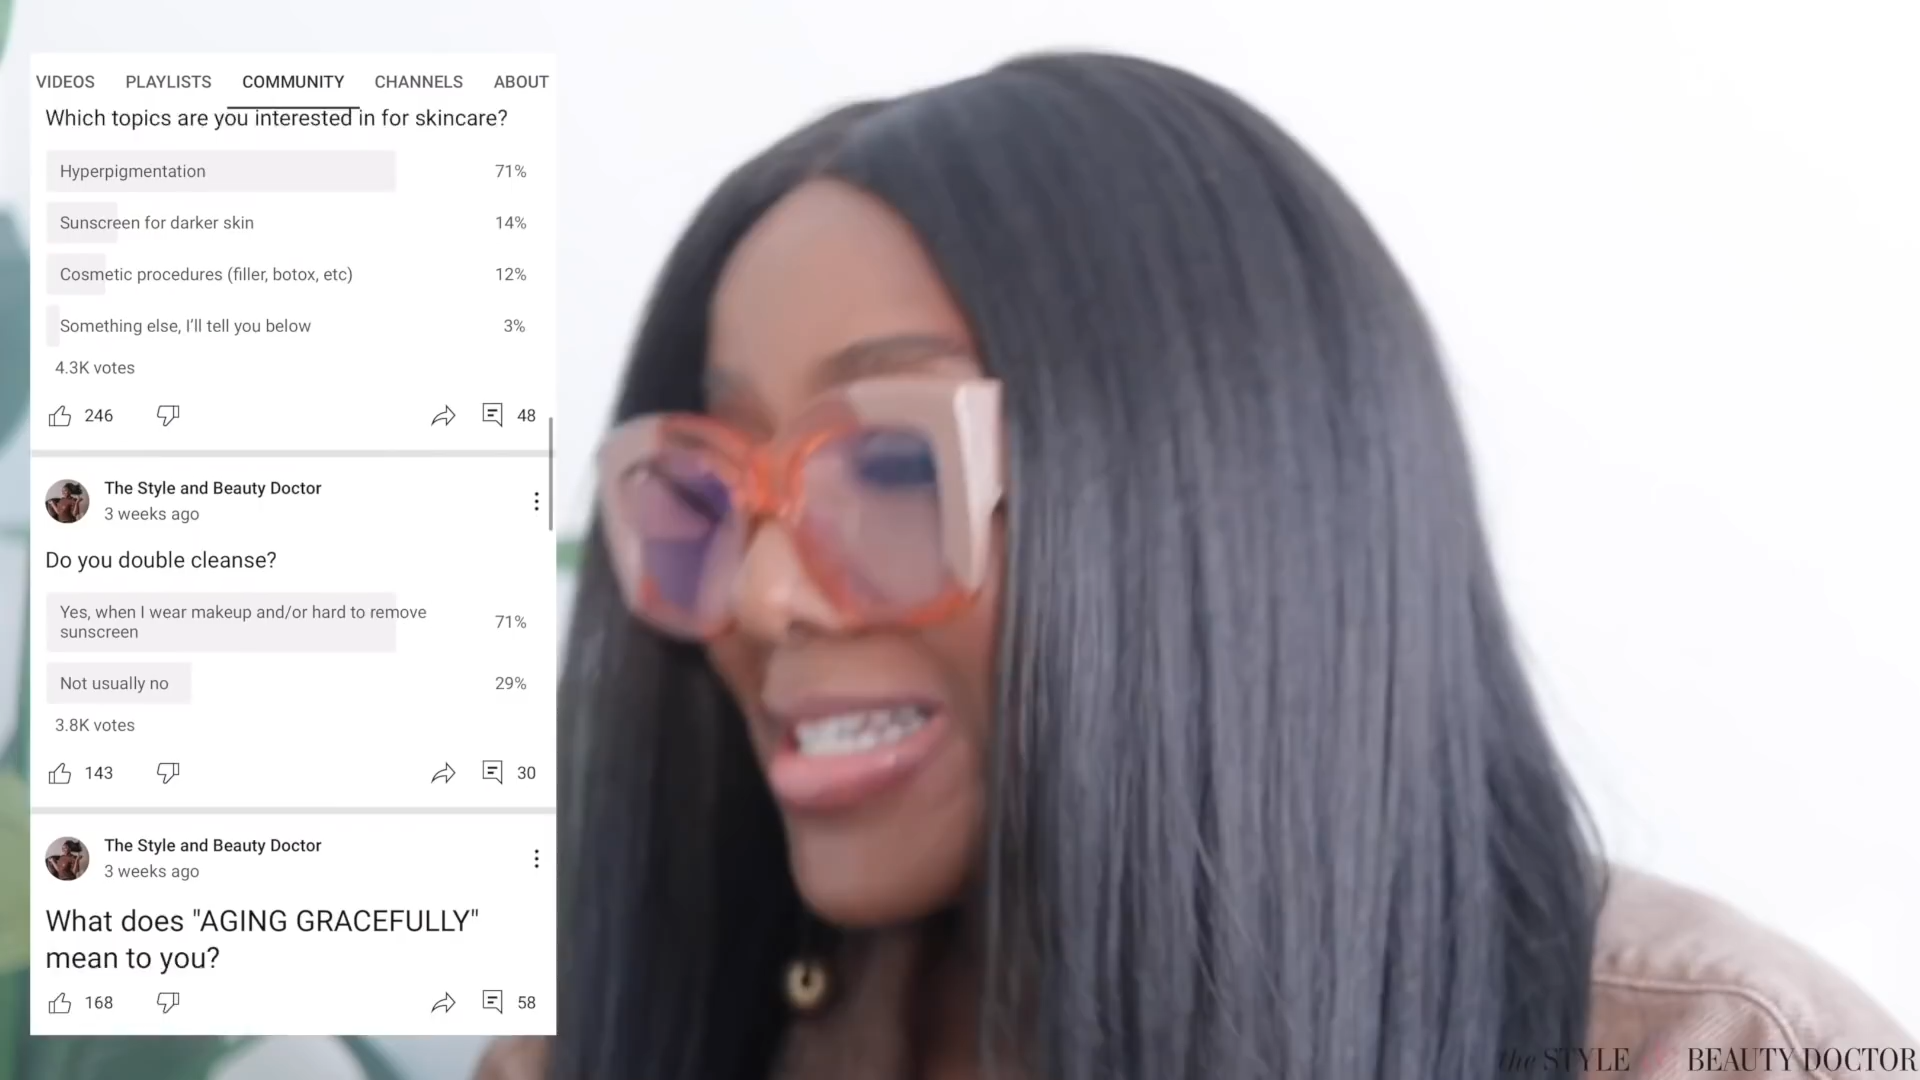 VIDEOS PLAYLISTS COMMUNITY CHANNELS ABOUT
Which topics are you interested in for skincare?
Hyperpigmentation 71%
Sunscreen for darker skin 14%
Cosmetic procedures (filler, botox, etc) 12%
Something else, I'll tell you below 3%
4.3K votes
246 48
The Style and Beauty Doctor
3 weeks ago
Do you double cleanse?
Yes, when I wear makeup and/or hard to remove
sunscreen 71%
Not usually no 29%
3.8K votes
143 30
The Style and Beauty Doctor
3 weeks ago
What does "AGING GRACEFULLY"
mean to you?
168 58
the STYLE BEAUTY DOCTOR